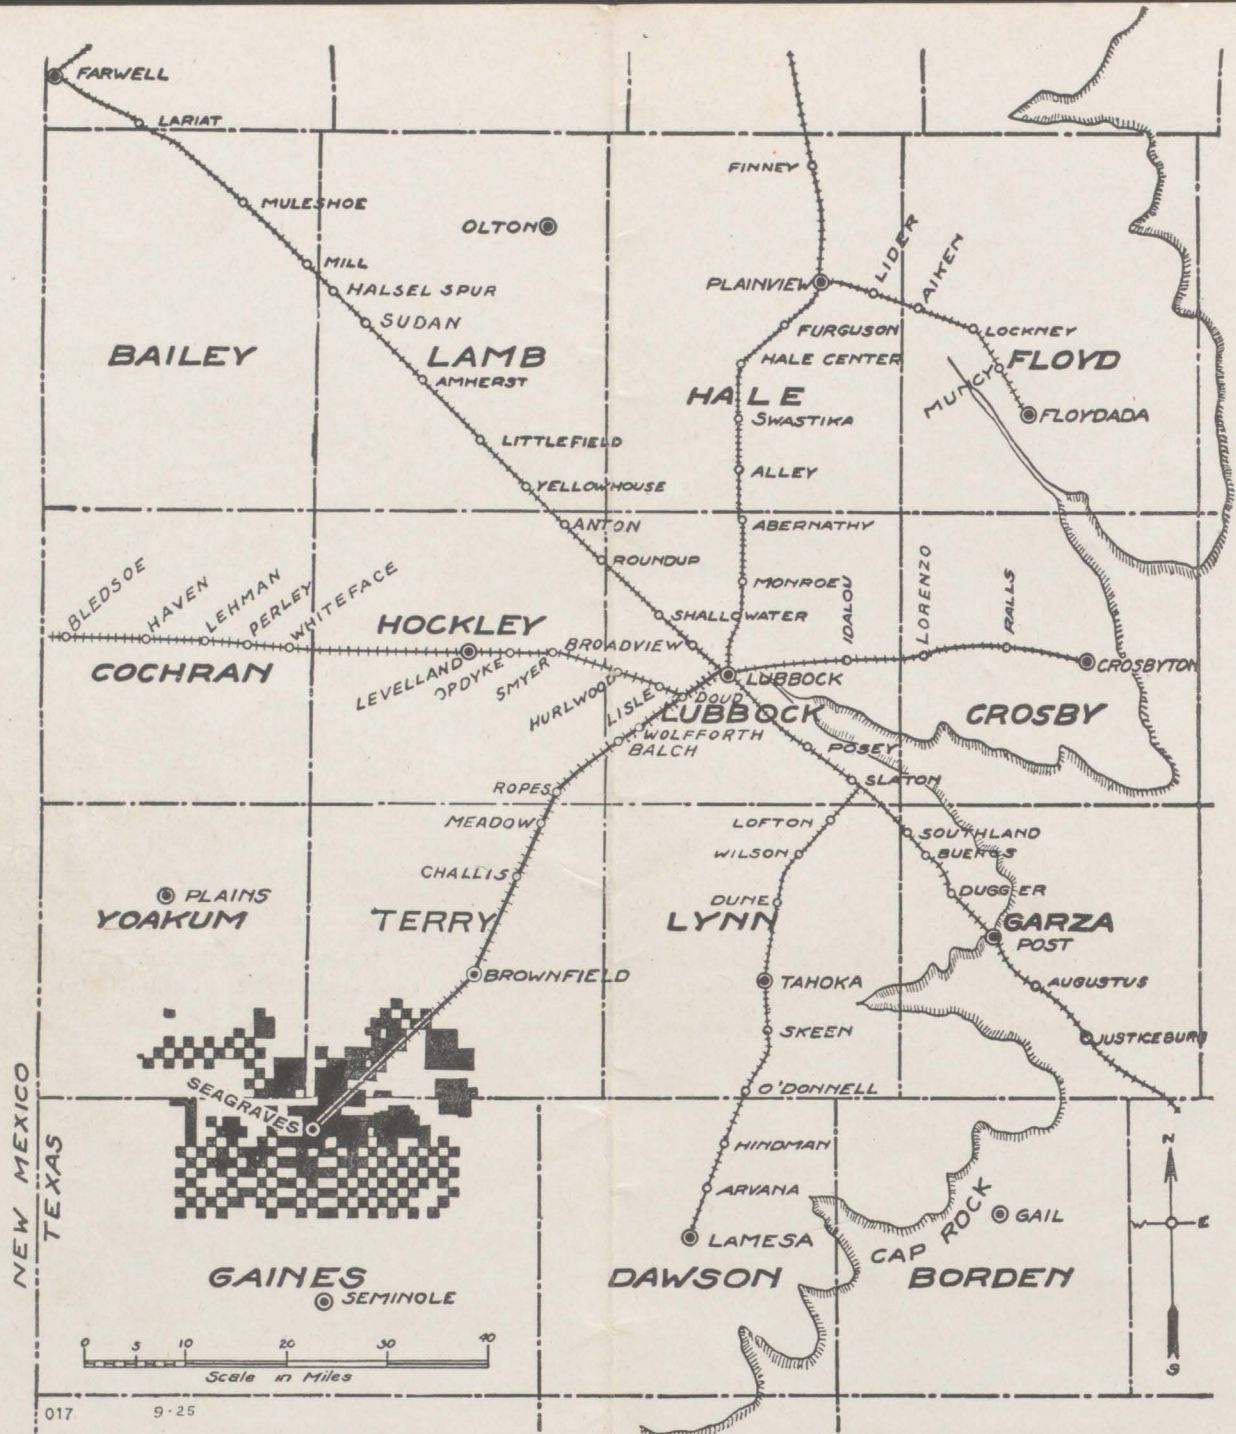 FARWELL
LARIAT
FINNEY
MULESHOE
OLTON
LIDER
AIKEN
MILL
PLAINVIEW
HALSEL SPUR
SUDAN
FURGUSON
LOCKNEY
BAILEY
LAMB
HALE CENTER
FLOYD
AMHERST
HALE
MUNCY
SWASTIKA
FLOYDADA
LITTLEFIELD
ALLEY
YELLOWHOUSE
ANTON
ABERNATHY
ROUNDUP
BLEDSOE
HAVEN
LEHMAN
PERLEY
WHITEFACE
MONROE
IDALOU
LORENZO
RALLS
HOCKLEY
SHALLOWATER
BROADVIEW
COCHRAN
LEVELLAND
OPDYKE
SMYER
HURLWOOD
LISLE
DOUD
LUBBOCK
CROSBYTON
LUBBOCK
CROSBY
WOLFFORTH
BALCH
POSEY
ROPES
SLATON
MEADOW
LOFTON
SOUTHLAND
WILSON
BUENOS
CHALLIS
DUGGER
PLAINS
DUNE
YOAKUM
TERRY
LYNN
GARZA
POST
BROWNFIELD
TAHOKA
AUGUSTUS
SKEEN
JUSTICEBURG
SEAGRAVES
O'DONNELL
NEW MEXICO
TEXAS
HINDMAN
N
ARVANA
CAP ROCK
GAIL
W E
LAMESA
GAINES
DAWSON
BORDEN
SEMINOLE
0 5 10 20 30 40
Scale in Miles
S
017 9-25